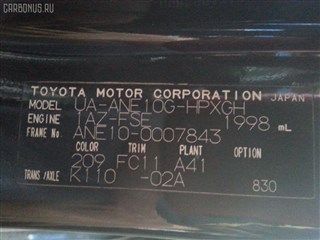 CARBONUS.RU
TOYOTA MOTOR CORPORATION JAPAN
MODEL UA-ANE10G-HPXGH
ENGINE 1AZ-FSE 1998 mL
FRAME No. ANE10-0007843
COLOR TRIM PLANT OPTION
209 FC11 A41
TRANS/AXLE K110 -02A
830